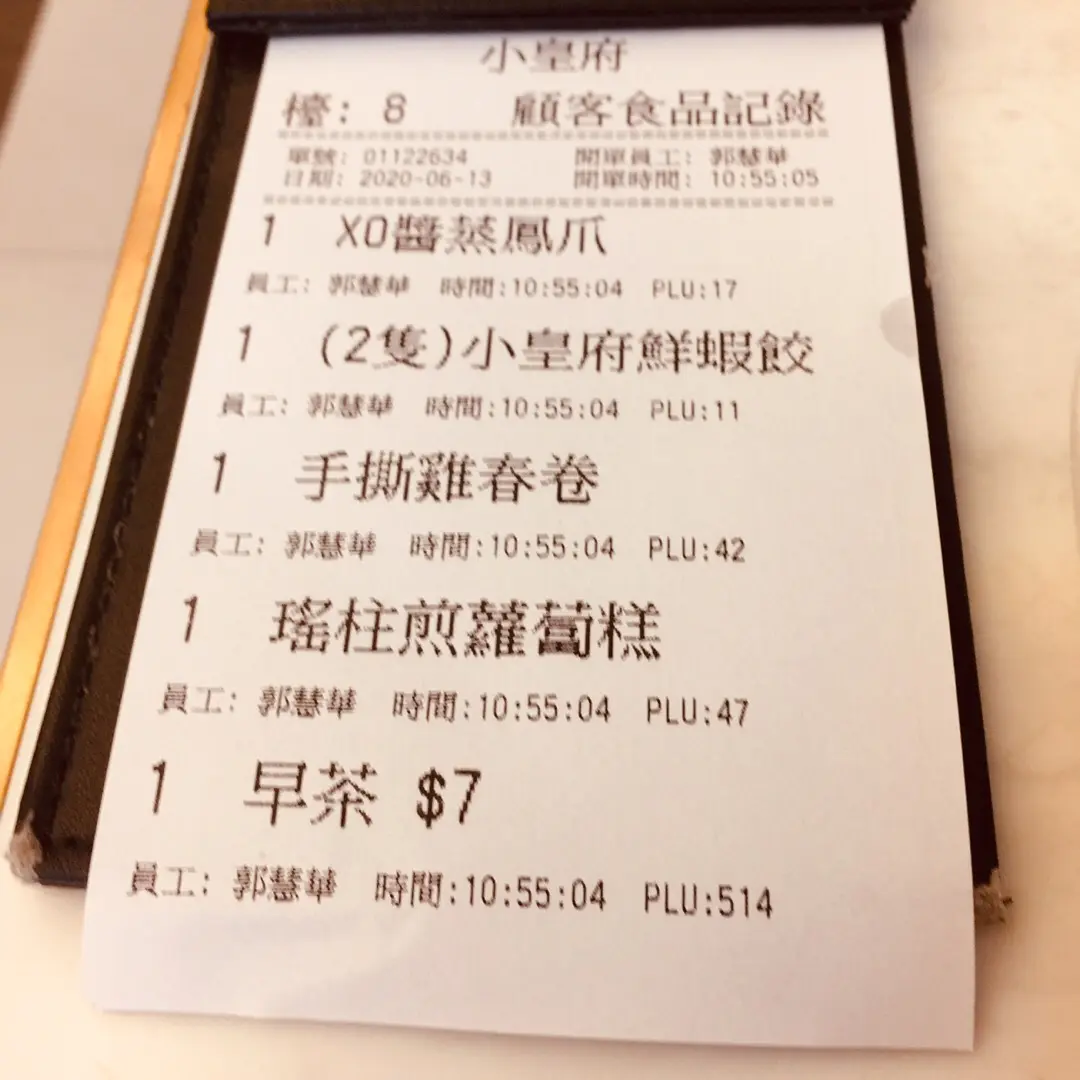 小皇府
檯: 8 顧客食品記錄
單號: 01122634 開單員工: 郭慧華
日期: 2020-06-13 開單時間: 10:55:05
1 XO醬蒸鳳爪
員工: 郭慧華 時間:10:55:04 PLU:17
1 (2隻)小皇府鮮蝦餃
員工: 郭慧華 時間:10:55:04 PLU:11
1 手撕雞春卷
員工: 郭慧華 時間:10:55:04 PLU:42
1 瑤柱煎蘿蔔糕
員工: 郭慧華 時間:10:55:04 PLU:47
1 早茶 $7
員工: 郭慧華 時間:10:55:04 PLU:514